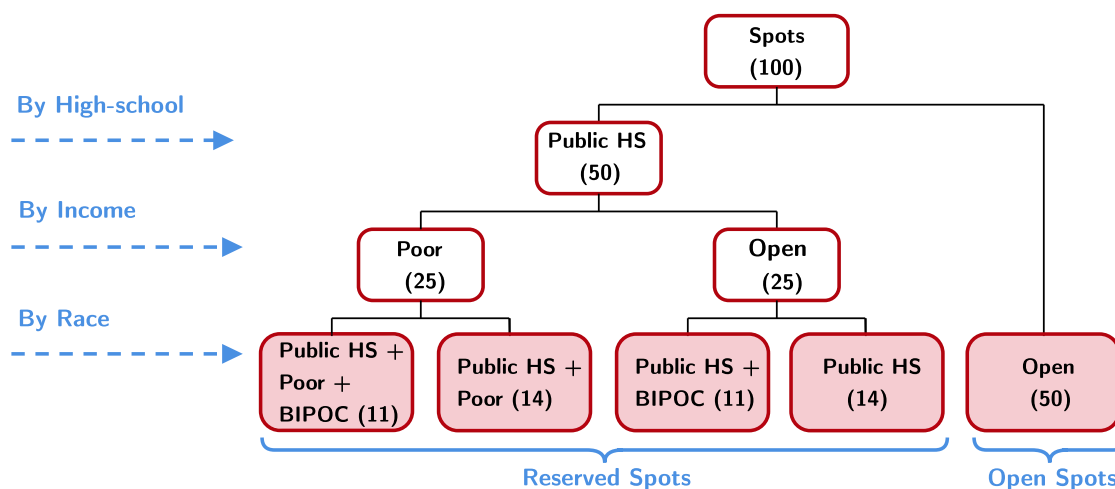 Spots
(100)
By High-school
Public HS
(50)
By Income
Poor
(25)
Open
(25)
By Race
Public HS +
Poor +
BIPOC (11)
Public HS +
Poor (14)
Public HS +
BIPOC (11)
Public HS
(14)
Open
(50)
Reserved Spots
Open Spots